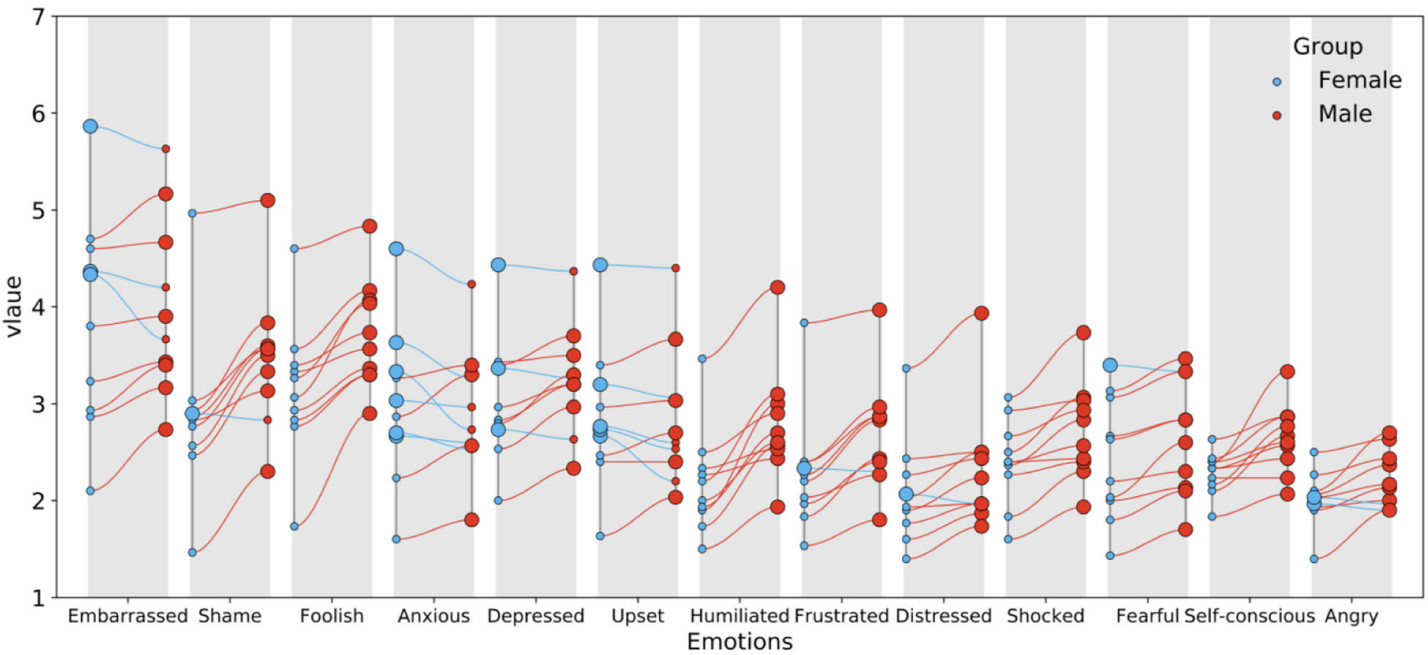 7
6
5
4
3
2
1
vlaue
Group
Female
Male
Embarrassed Shame Foolish Anxious Depressed Upset Humiliated Frustrated Distressed Shocked Fearful Self-conscious Angry
Emotions